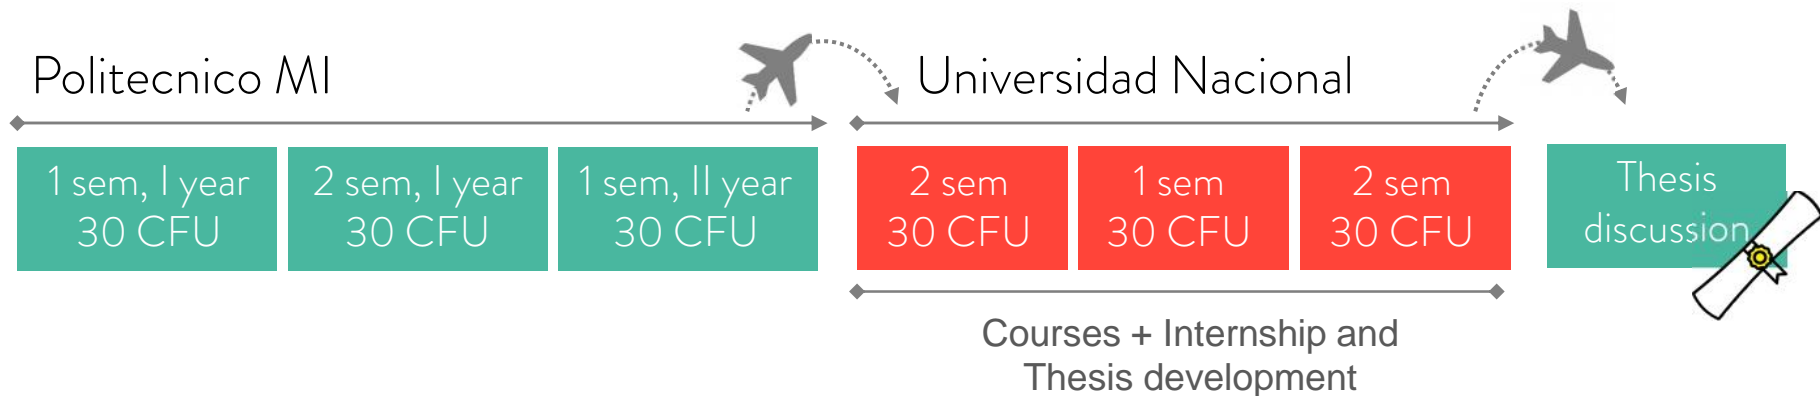 Politecnico MI
Universidad Nacional
1 sem, I year
30 CFU
2 sem, I year
30 CFU
1 sem, II year
30 CFU
2 sem
30 CFU
1 sem
30 CFU
2 sem
30 CFU
Thesis
discussion
Courses + Internship and
Thesis development